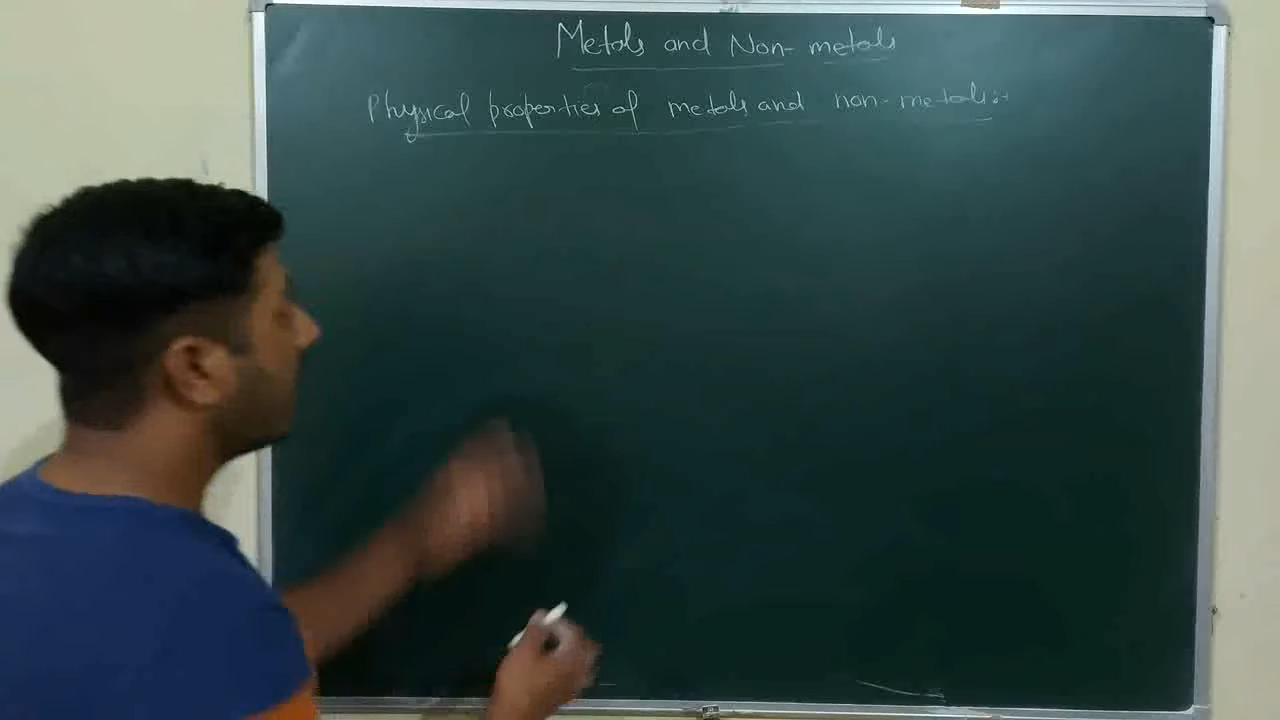 Metals and Non-metals
Physical properties of metals and non-metals:-